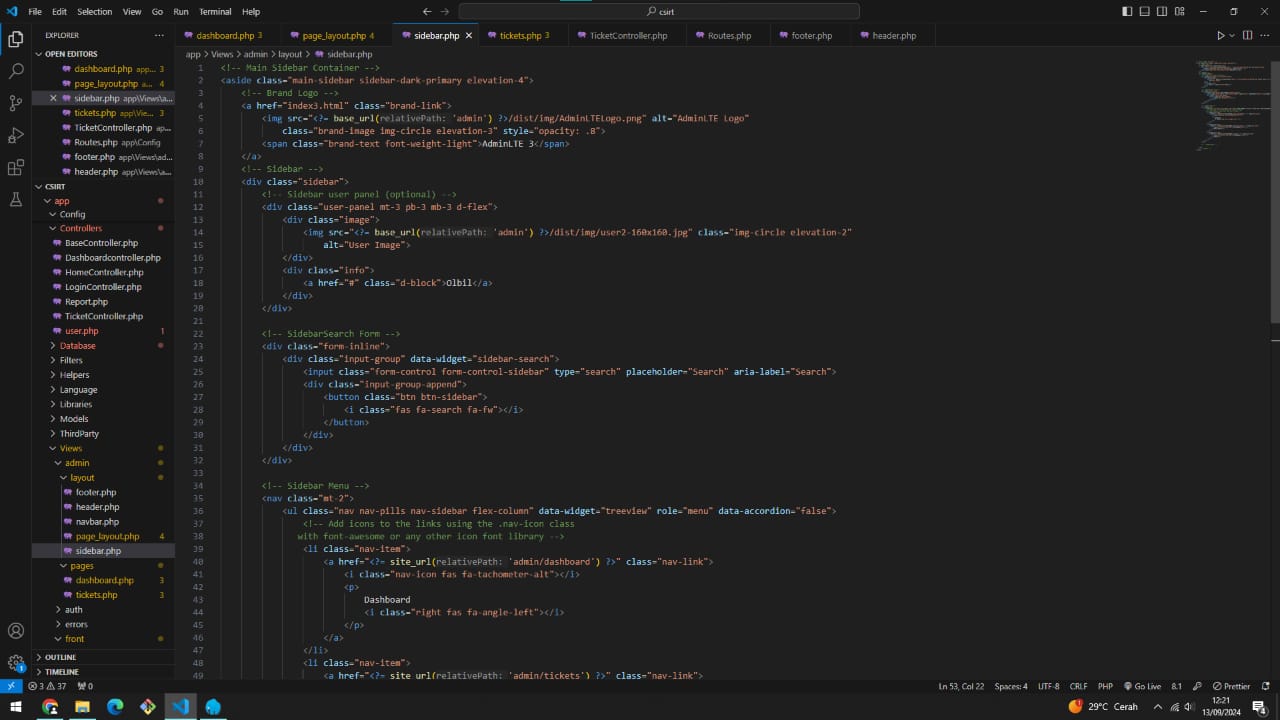 File Edit Selection View Go Run Terminal Help
csirt
EXPLORER
OPEN EDITORS
dashboard.php app... 3
page_layout.php a... 4
sidebar.php app\Views\a...
tickets.php app\Vie... 3
TicketController.php ap...
Routes.php app\Config
footer.php app\Views\ad...
header.php app\Views\a...
CSIRT
app
Config
Controllers
BaseController.php
Dashboardcontroller.php
HomeController.php
LoginController.php
Report.php
TicketController.php
user.php 1
Database
Filters
Helpers
Language
Libraries
Models
ThirdParty
Views
admin
layout
footer.php
header.php
navbar.php
page_layout.php 4
sidebar.php
pages
dashboard.php 3
tickets.php 3
auth
errors
front
OUTLINE
TIMELINE
dashboard.php 3 page_layout.php 4 sidebar.php tickets.php 3 TicketController.php Routes.php footer.php header.php
app > Views > admin > layout > sidebar.php
1 <!-- Main Sidebar Container -->
2 <aside class="main-sidebar sidebar-dark-primary elevation-4">
3 <!-- Brand Logo -->
4 <a href="index3.html" class="brand-link">
5 <img src="<?= base_url(relativePath: 'admin') ?>/dist/img/AdminLTELogo.png" alt="AdminLTE Logo"
6 class="brand-image img-circle elevation-3" style="opacity: .8">
7 <span class="brand-text font-weight-light">AdminLTE 3</span>
8 </a>
9 <!-- Sidebar -->
10 <div class="sidebar">
11 <!-- Sidebar user panel (optional) -->
12 <div class="user-panel mt-3 pb-3 mb-3 d-flex">
13 <div class="image">
14 <img src="<?= base_url(relativePath: 'admin') ?>/dist/img/user2-160x160.jpg" class="img-circle elevation-2"
15 alt="User Image">
16 </div>
17 <div class="info">
18 <a href="#" class="d-block">Olbil</a>
19 </div>
20 </div>
21
22 <!-- SidebarSearch Form -->
23 <div class="form-inline">
24 <div class="input-group" data-widget="sidebar-search">
25 <input class="form-control form-control-sidebar" type="search" placeholder="Search" aria-label="Search">
26 <div class="input-group-append">
27 <button class="btn btn-sidebar">
28 <i class="fas fa-search fa-fw"></i>
29 </button>
30 </div>
31 </div>
32 </div>
33
34 <!-- Sidebar Menu -->
35 <nav class="mt-2">
36 <ul class="nav nav-pills nav-sidebar flex-column" data-widget="treeview" role="menu" data-accordion="false">
37 <!-- Add icons to the links using the .nav-icon class
38 with font-awesome or any other icon font library -->
39 <li class="nav-item">
40 <a href="<?= site_url(relativePath: 'admin/dashboard') ?>" class="nav-link">
41 <i class="nav-icon fas fa-tachometer-alt"></i>
42 <p>
43 Dashboard
44 <i class="right fas fa-angle-left"></i>
45 </p>
46 </a>
47 </li>
48 <li class="nav-item">
49 <a href="<?= site_url(relativePath: 'admin/tickets') ?>" class="nav-link">
3 37 0 Ln 53, Col 22 Spaces: 4 UTF-8 CRLF PHP Go Live 8.1 Prettier
29°C Cerah 12:21
13/09/2024